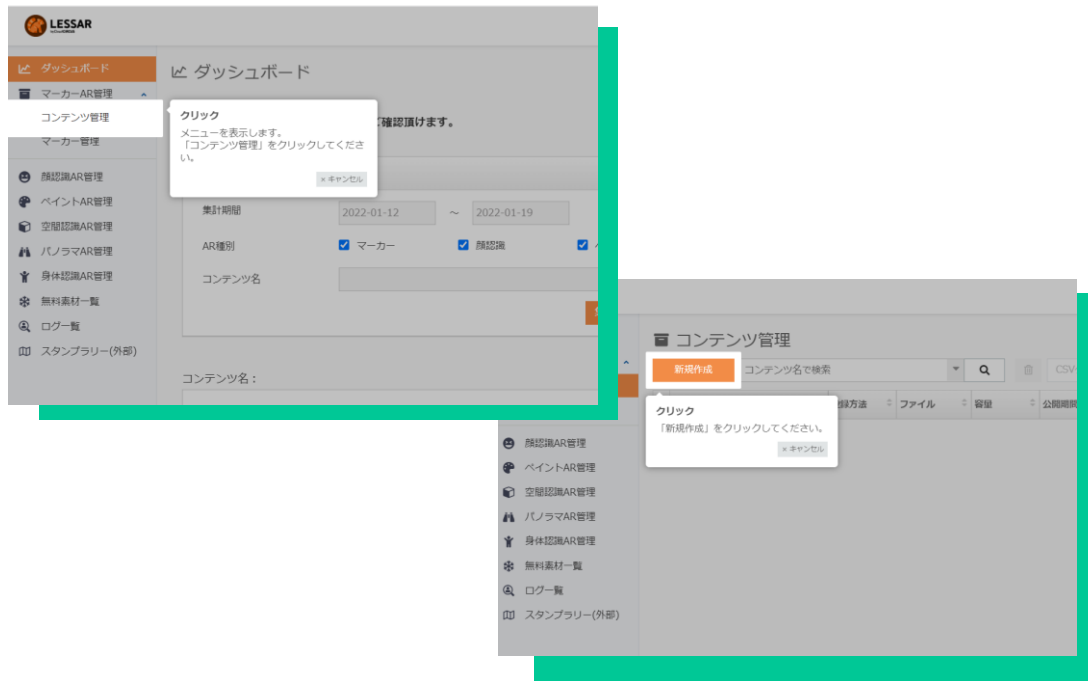 LESSAR
ダッシュボード
マーカーAR管理
コンテンツ管理
マーカー管理
顔認識AR管理
ペイントAR管理
空間認識AR管理
パノラマAR管理
身体認識AR管理
無料素材一覧
ログ一覧
スタンプラリー(外部)
ダッシュボード
ご確認頂けます。
クリック
メニューを表示します。
「コンテンツ管理」をクリックしてくださ
い。
× キャンセル
集計期間
2022-01-12 ～ 2022-01-19
AR種別
マーカー
顔認識
コンテンツ名
コンテンツ名：
コンテンツ管理
新規作成
コンテンツ名で検索
CSV
登録方法
ファイル
容量
公開期間
クリック
「新規作成」をクリックしてください。
× キャンセル
顔認識AR管理
ペイントAR管理
空間認識AR管理
パノラマAR管理
身体認識AR管理
無料素材一覧
ログ一覧
スタンプラリー(外部)